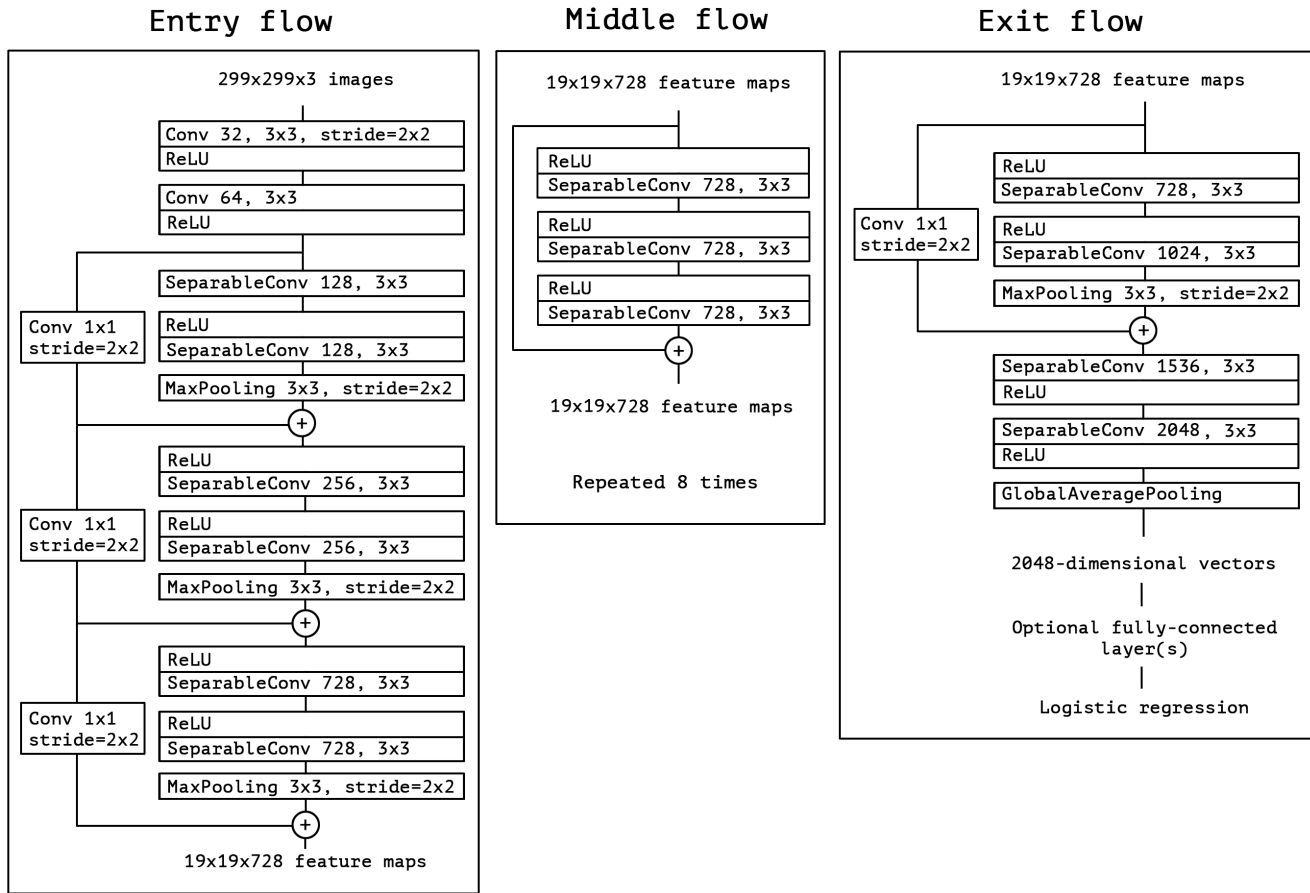 Entry flow
299x299x3 images
Conv 32, 3x3, stride=2x2
ReLU
Conv 64, 3x3
ReLU
SeparableConv 128, 3x3
Conv 1x1
stride=2x2
ReLU
SeparableConv 128, 3x3
MaxPooling 3x3, stride=2x2
+
ReLU
SeparableConv 256, 3x3
Conv 1x1
stride=2x2
ReLU
SeparableConv 256, 3x3
MaxPooling 3x3, stride=2x2
+
ReLU
SeparableConv 728, 3x3
Conv 1x1
stride=2x2
ReLU
SeparableConv 728, 3x3
MaxPooling 3x3, stride=2x2
+
19x19x728 feature maps
Middle flow
19x19x728 feature maps
ReLU
SeparableConv 728, 3x3
ReLU
SeparableConv 728, 3x3
ReLU
SeparableConv 728, 3x3
+
19x19x728 feature maps
Repeated 8 times
Exit flow
19x19x728 feature maps
ReLU
SeparableConv 728, 3x3
Conv 1x1
stride=2x2
ReLU
SeparableConv 1024, 3x3
MaxPooling 3x3, stride=2x2
+
SeparableConv 1536, 3x3
ReLU
SeparableConv 2048, 3x3
ReLU
GlobalAveragePooling
2048-dimensional vectors
Optional fully-connected
layer(s)
Logistic regression